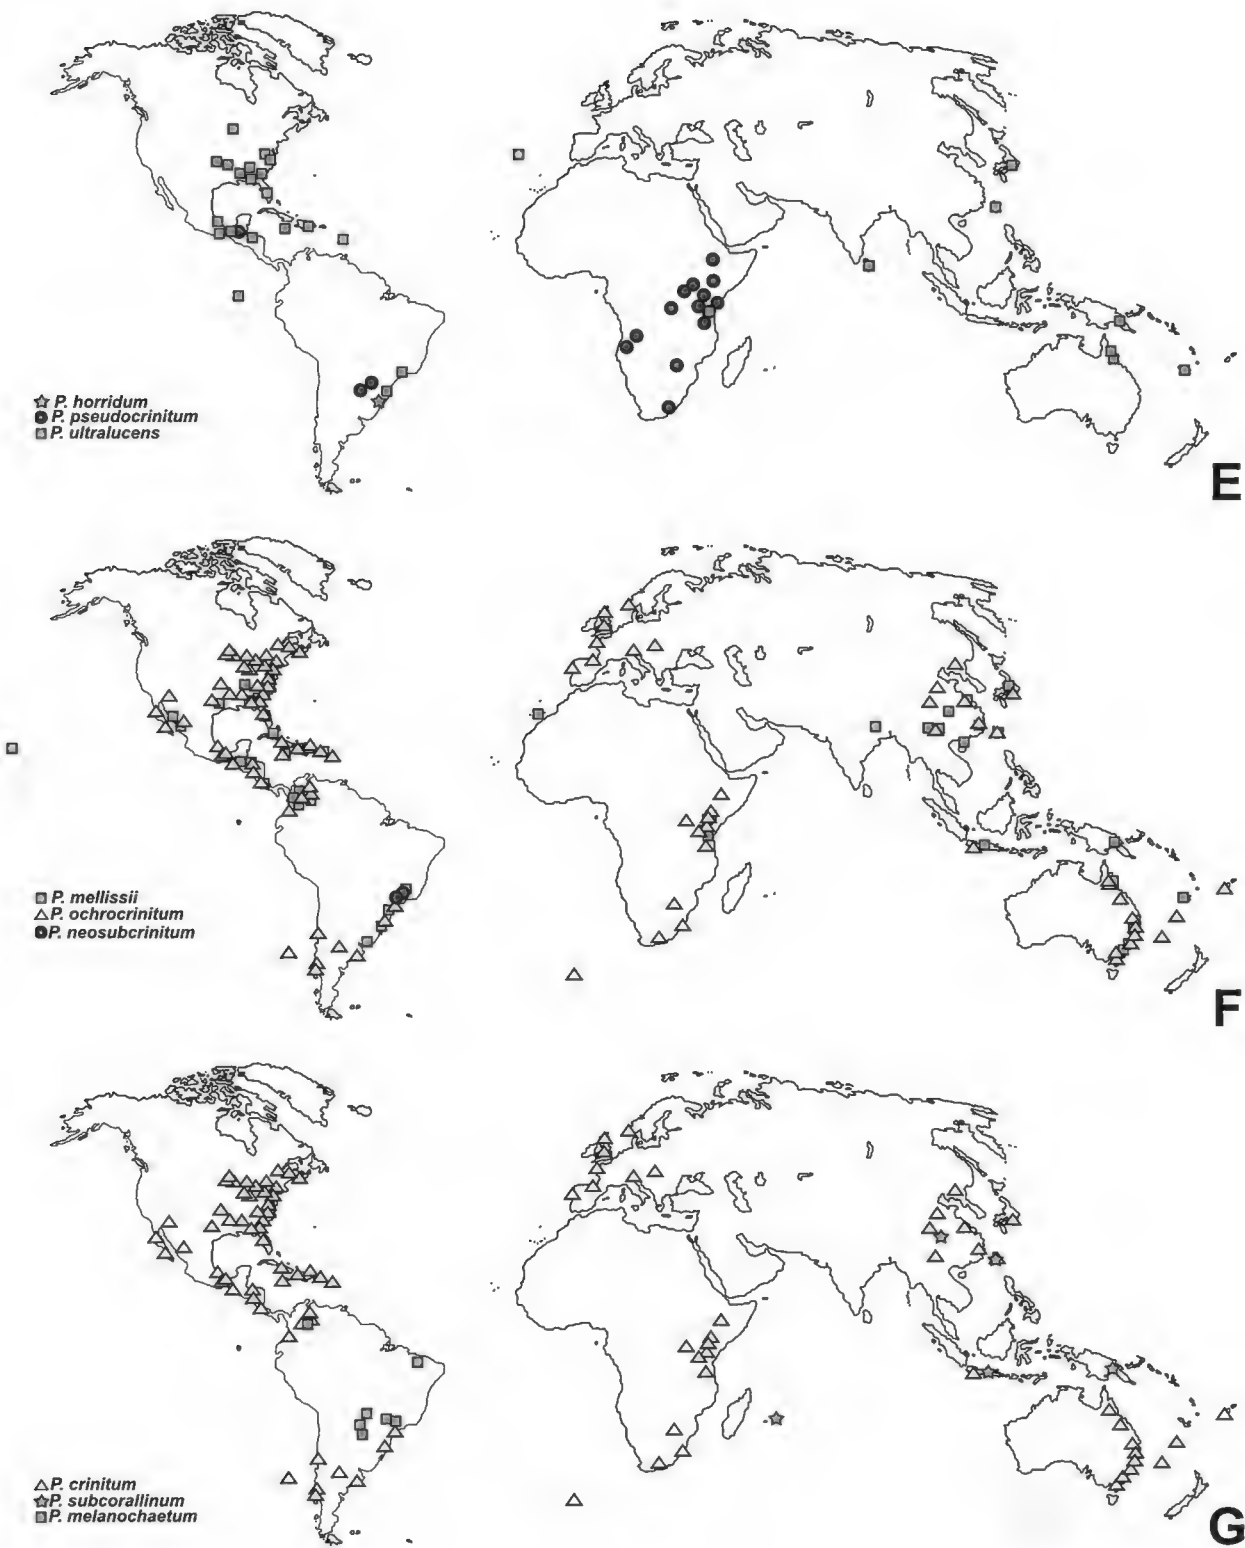 P. horridum
P. pseudocrinitum
P. ultralucens
E
P. mellissii
P. ochrocrinitum
P. neosubcrinitum
F
P. crinitum
P. subcorallinum
P. melanochaetum
G